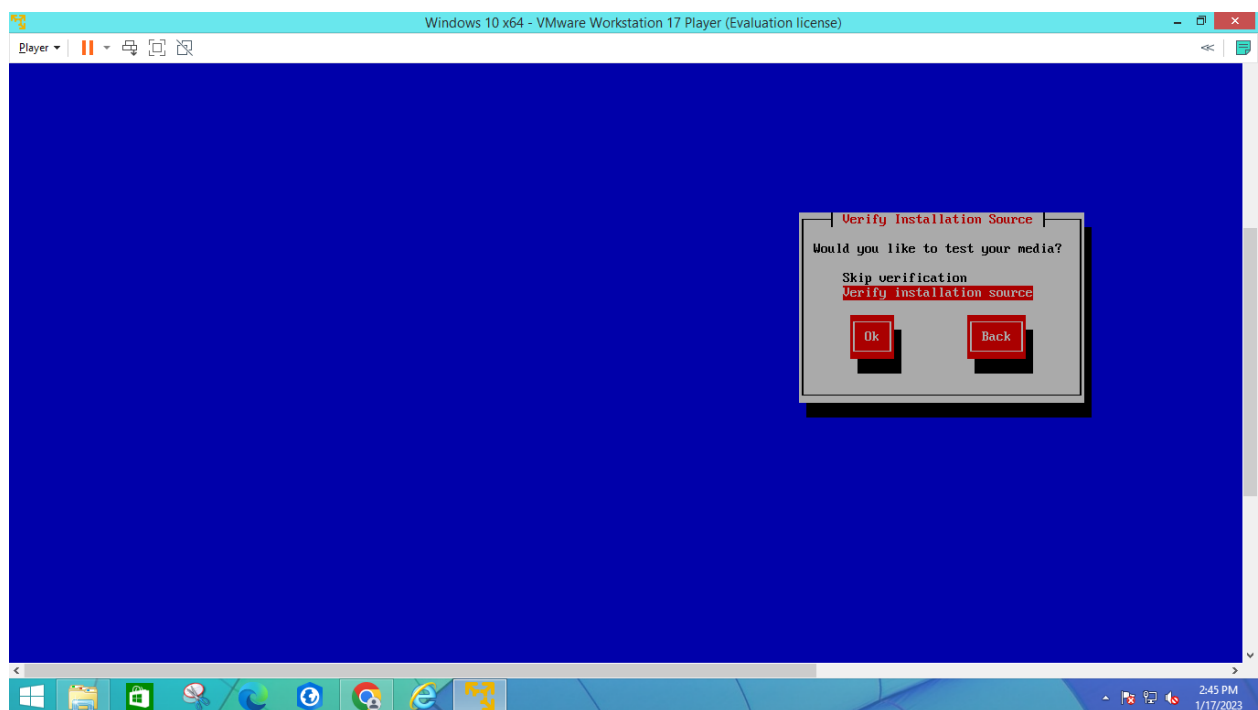 Windows 10 x64 - VMware Workstation 17 Player (Evaluation license)
Player
Verify Installation Source
Would you like to test your media?
Skip verification
Verify installation source
Ok
Back
2:45 PM
1/17/2023